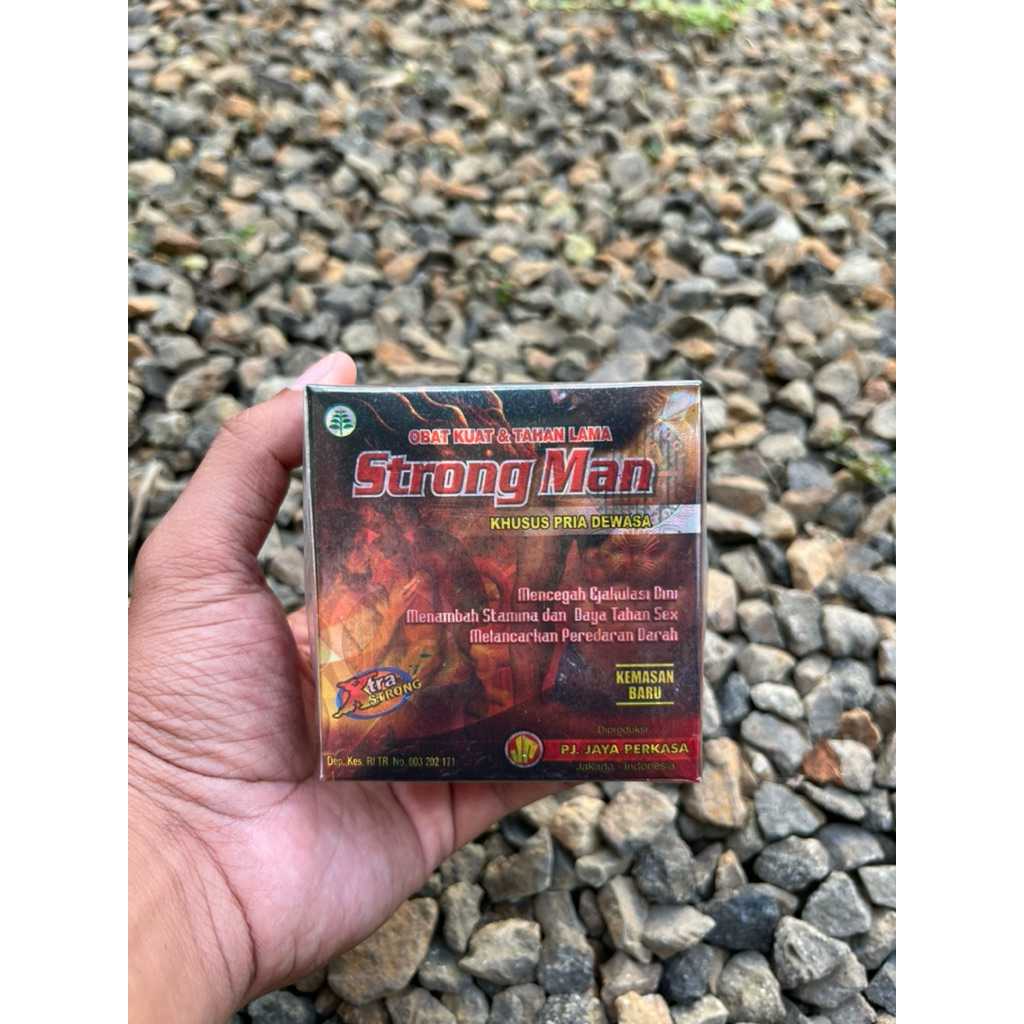 OBAT KUAT & TAHAN LAMA
Strong Man
KHUSUS PRIA DEWASA
Mencegah Ejakulasi Dini
Menambah Stamina dan Daya Tahan Sex
Melancarkan Peredaran Darah
Xtra
STRONG
KEMASAN
BARU
Diproduksi
PJ. JAYA PERKASA
Jakarta - Indonesia
Dep. Kes. RI TR. No. 003 202 171